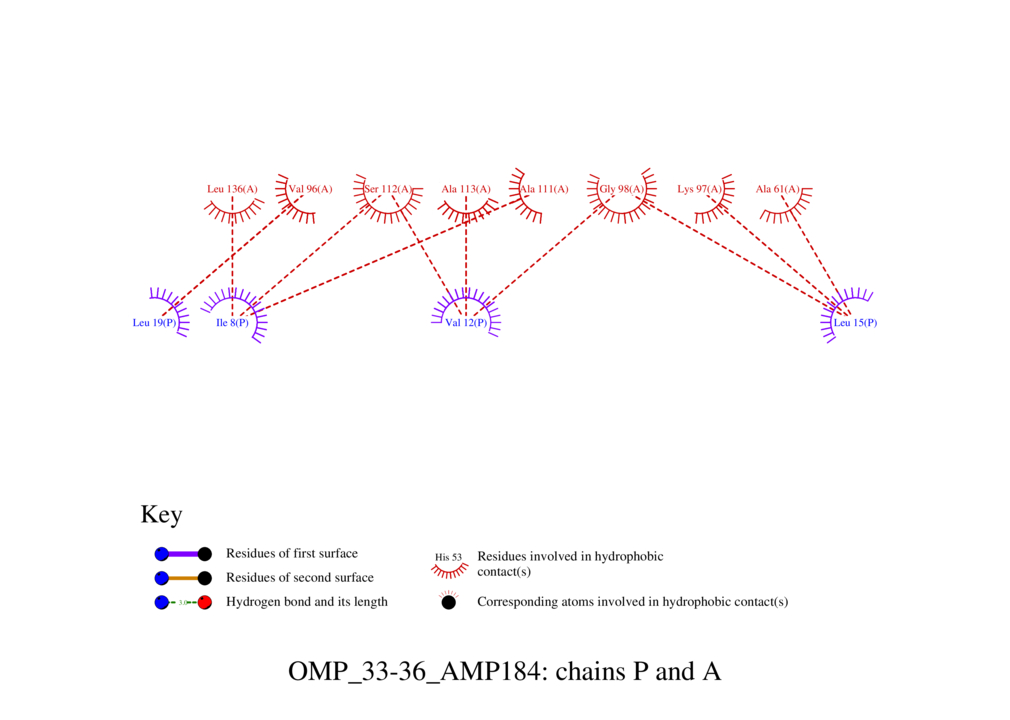 Leu 136(A) Val 96(A) Ser 112(A) Ala 113(A) Ala 111(A) Gly 98(A) Lys 97(A) Ala 61(A)
Leu 19(P) Ile 8(P) Val 12(P) Leu 15(P)
Key
Residues of first surface
Residues of second surface
3.0 Hydrogen bond and its length
His 53 Residues involved in hydrophobic
contact(s)
Corresponding atoms involved in hydrophobic contact(s)
OMP_33-36_AMP184: chains P and A